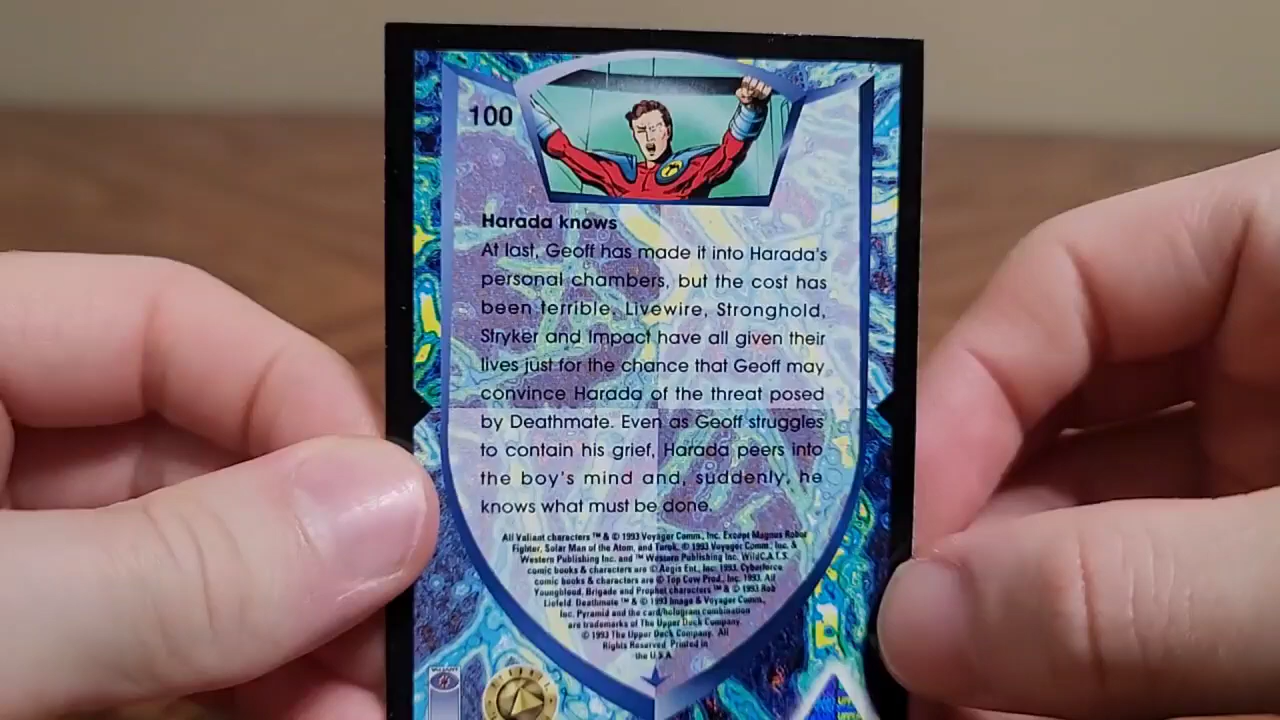 100
Harada knows
At last, Geoff has made it into Harada's
personal chambers, but the cost has
been terrible. Livewire, Stronghold,
Stryker and Impact have all given their
lives just for the chance that Geoff may
convince Harada of the threat posed
by Deathmate. Even as Geoff struggles
to contain his grief, Harada peers into
the boy's mind and, suddenly, he
knows what must be done.
All Valiant characters ™ & © 1993 Voyager Comm., Inc. Except Magnus Robot
Fighter, Solar Man of the Atom, and Turok, © 1993 Voyager Comm., Inc. &
Western Publishing Inc. and ™ Western Publishing Inc. WildC.A.T.S.
comic books & characters are © Aegis Ent., Inc. 1993. Cyberforce
comic books & characters are © Top Cow Prod., Inc. 1993. All
Youngblood, Brigade and Prophet characters ™ & © 1993 Rob
Liefeld. Deathmate ™ & © 1993 Image & Voyager Comm.,
Inc. Pyramid and the card/hologram combination
are trademarks of The Upper Deck Company.
© 1993 The Upper Deck Company. All
Rights Reserved. Printed in
the U.S.A.
VALIANT